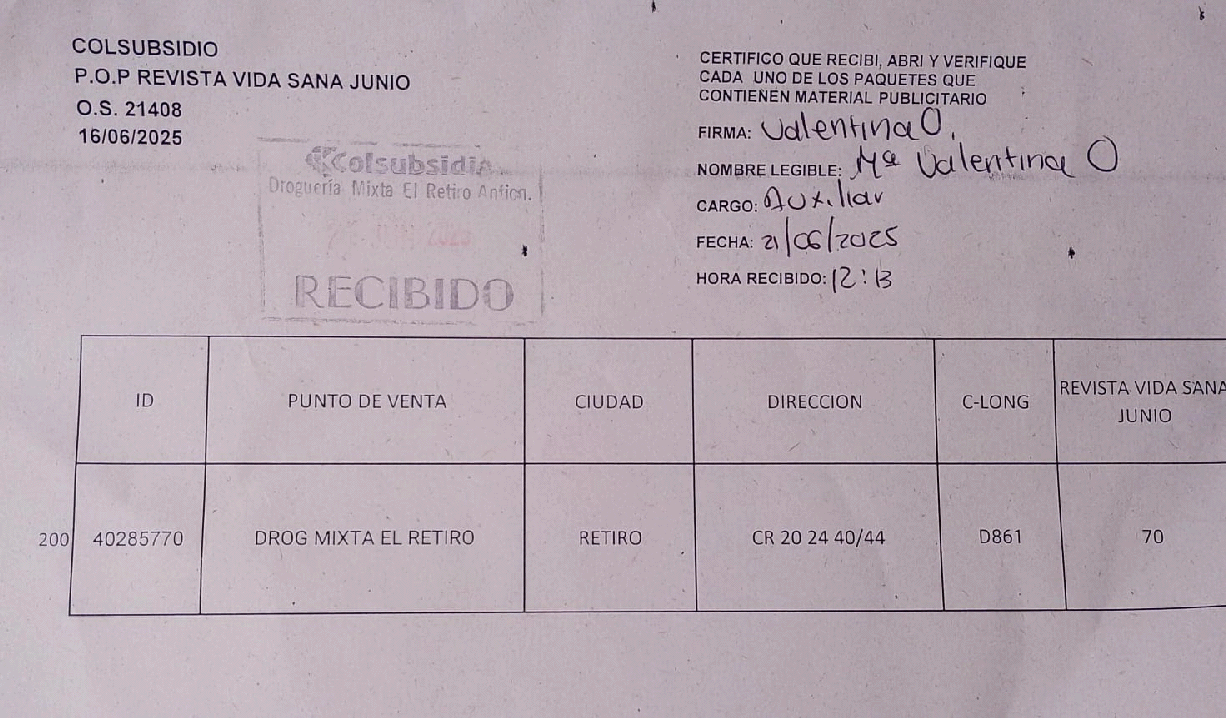 COLSUBSIDIO
P.O.P REVISTA VIDA SANA JUNIO
O.S. 21408
16/06/2025
Colsubsidio
Droguería Mixta El Retiro Antion.
JUN 2025
RECIBIDO
CERTIFICO QUE RECIBI, ABRI Y VERIFIQUE
CADA UNO DE LOS PAQUETES QUE
CONTIENEN MATERIAL PUBLICITARIO
FIRMA: Valentina O.
NOMBRE LEGIBLE: Mª Valentina O
CARGO: Auxiliar
FECHA: 21/06/2025
HORA RECIBIDO: 12:13
ID PUNTO DE VENTA CIUDAD DIRECCION C-LONG REVISTA VIDA SANA JUNIO
200 40285770 DROG MIXTA EL RETIRO RETIRO CR 20 24 40/44 D861 70